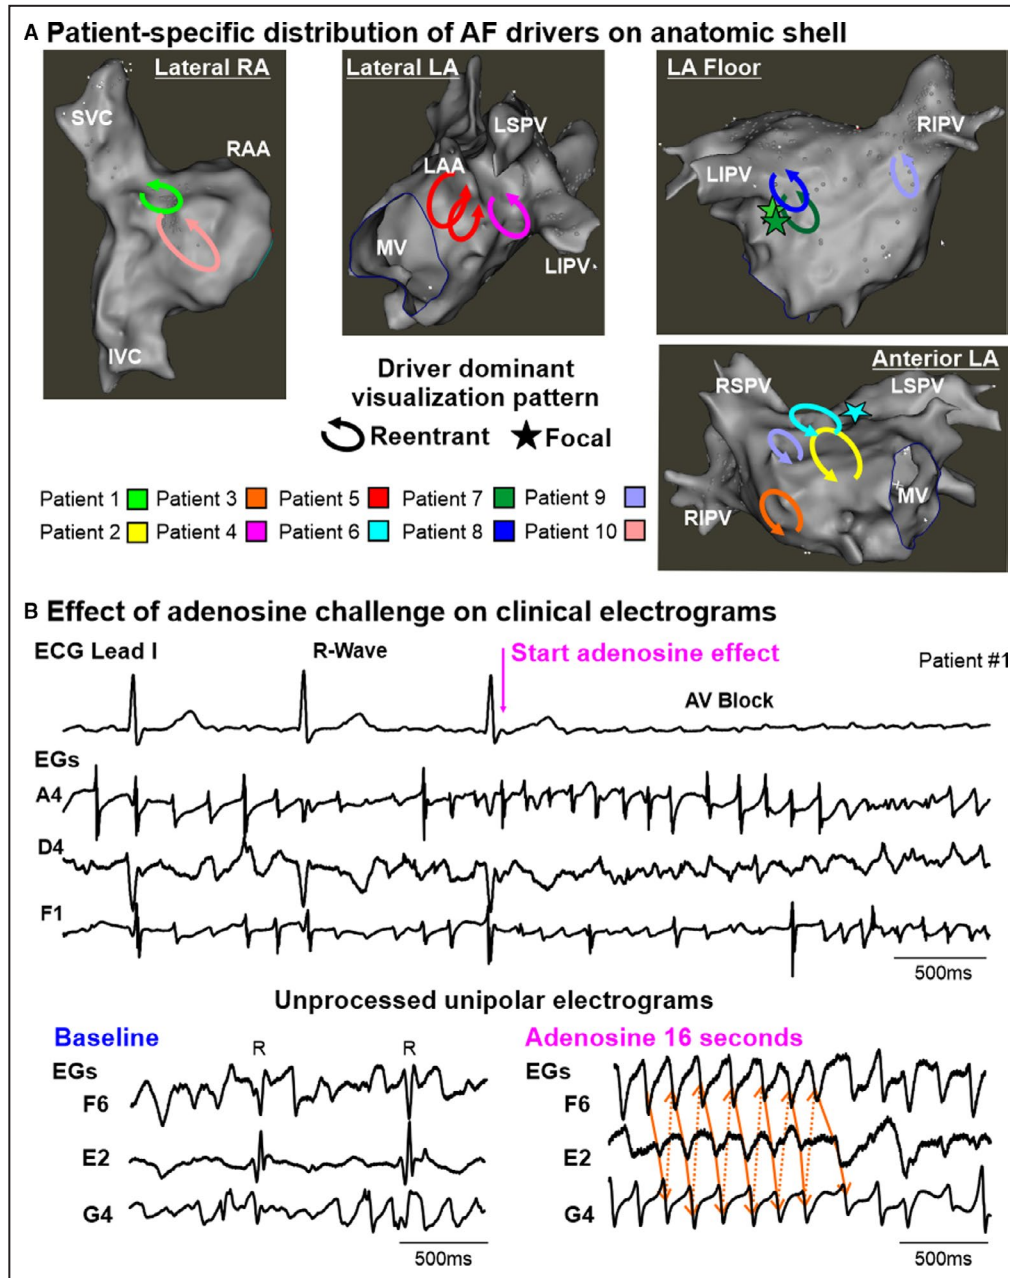 A Patient-specific distribution of AF drivers on anatomic shell
Lateral RA
SVC
RAA
IVC
Lateral LA
LSPV
LAA
MV
LIPV
LA Floor
RIPV
LIPV
Anterior LA
RSPV
LSPV
MV
RIPV
Driver dominant
visualization pattern
Reentrant Focal
Patient 1 Patient 3 Patient 5 Patient 7 Patient 9
Patient 2 Patient 4 Patient 6 Patient 8 Patient 10
B Effect of adenosine challenge on clinical electrograms
ECG Lead I R-Wave Start adenosine effect Patient #1
AV Block
EGs
A4
D4
F1
500ms
Unprocessed unipolar electrograms
Baseline
R R
EGs
F6
E2
G4
500ms
Adenosine 16 seconds
EGs
F6
E2
G4
500ms